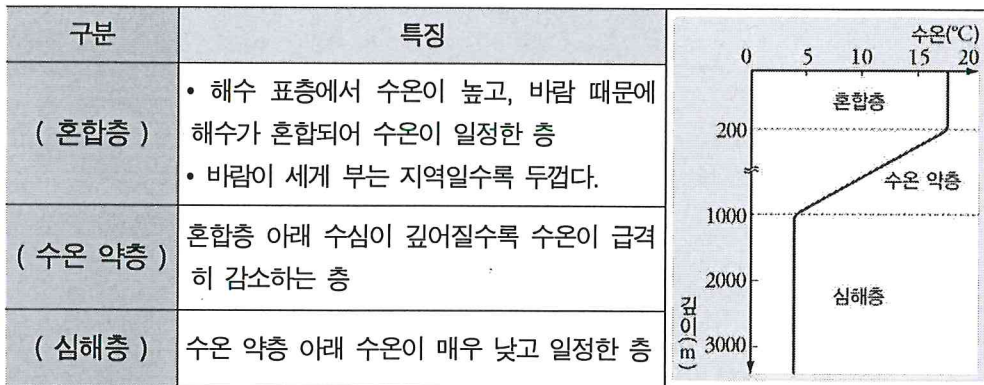 구분
특징
( 혼합층 )
• 해수 표층에서 수온이 높고, 바람 때문에
해수가 혼합되어 수온이 일정한 층
• 바람이 세게 부는 지역일수록 두껍다.
( 수온 약층 )
혼합층 아래 수심이 깊어질수록 수온이 급격
히 감소하는 층
( 심해층 )
수온 약층 아래 수온이 매우 낮고 일정한 층
수온(℃)
0 5 10 15 20
혼합층
200
수온 약층
1000
2000
심해층
3000
깊이(m)